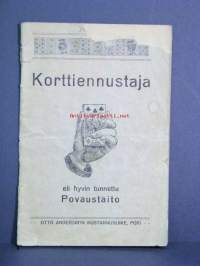 Korttiennustaja
eli hyvin tunnettu
Povaustaito
OTTO ANDERSSONIN KUSTANNUSLIIKE, PORI